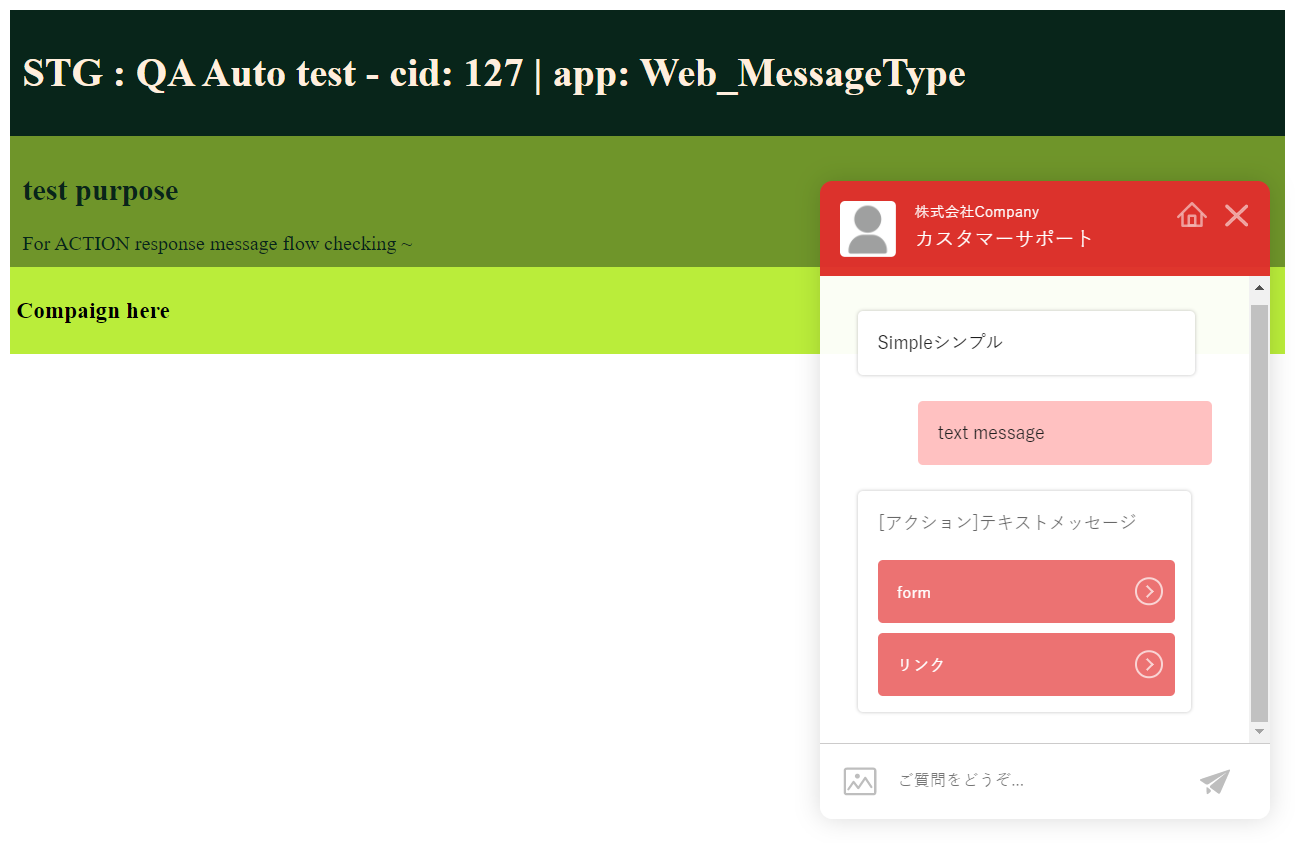 STG : QA Auto test - cid: 127 | app: Web_MessageType
test purpose
For ACTION response message flow checking ~
Compaign here
株式会社Company
カスタマーサポート
Simpleシンプル
text message
[アクション]テキストメッセージ
form
リンク
ご質問をどうぞ...